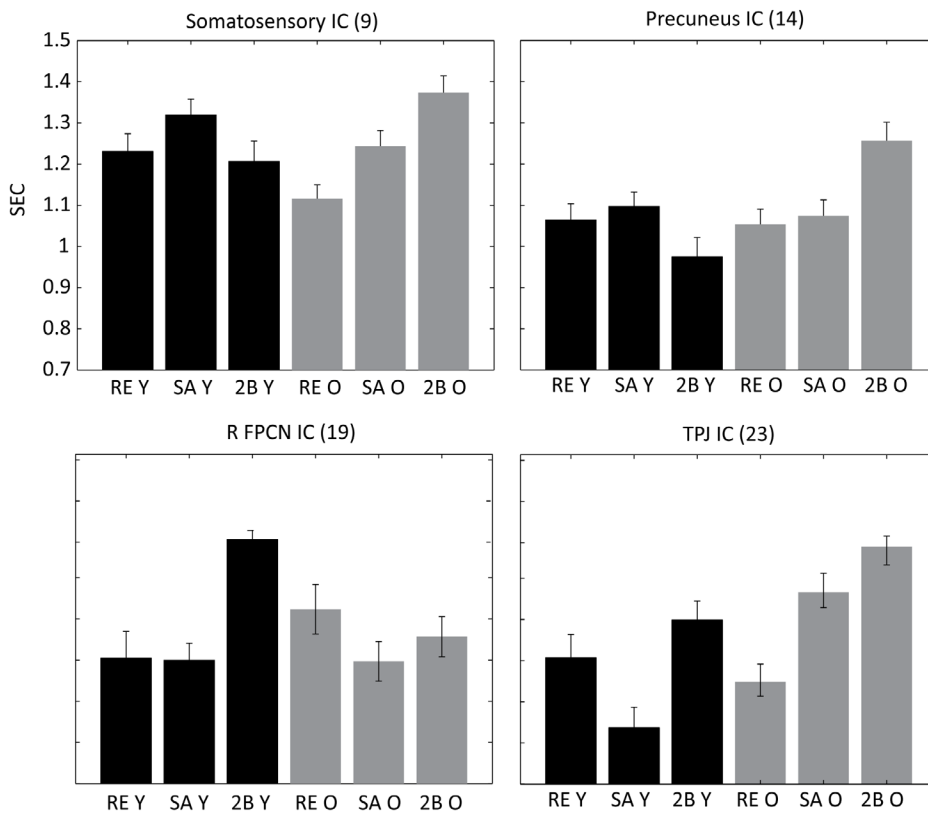 Somatosensory IC (9)
Precuneus IC (14)
SEC
1.5
1.4
1.3
1.2
1.1
1
0.9
0.8
0.7
RE Y SA Y 2B Y RE O SA O 2B O
RE Y SA Y 2B Y RE O SA O 2B O
R FPCN IC (19)
TPJ IC (23)
RE Y SA Y 2B Y RE O SA O 2B O
RE Y SA Y 2B Y RE O SA O 2B O